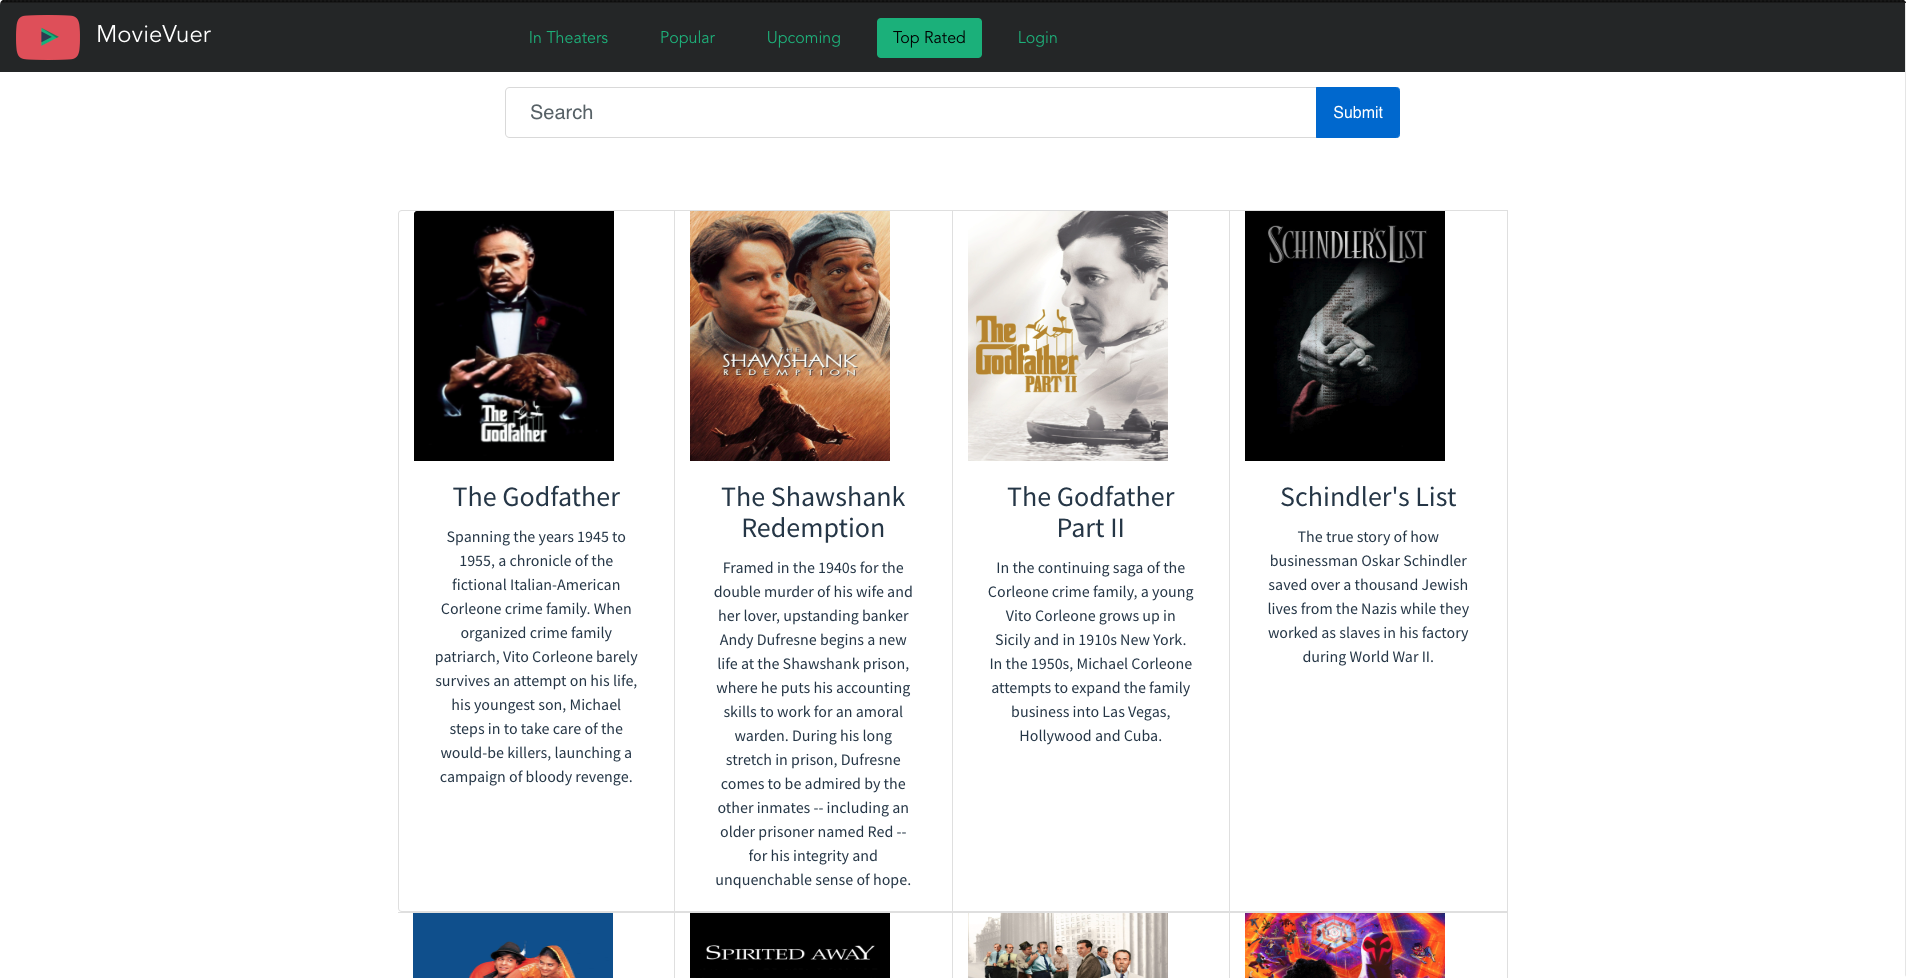 MovieVuer
In Theaters
Popular
Upcoming
Top Rated
Login
Search
Submit
The
Godfather
The Godfather
Spanning the years 1945 to
1955, a chronicle of the
fictional Italian-American
Corleone crime family. When
organized crime family
patriarch, Vito Corleone barely
survives an attempt on his life,
his youngest son, Michael
steps in to take care of the
would-be killers, launching a
campaign of bloody revenge.
THE
SHAWSHANK
REDEMPTION
The Shawshank
Redemption
Framed in the 1940s for the
double murder of his wife and
her lover, upstanding banker
Andy Dufresne begins a new
life at the Shawshank prison,
where he puts his accounting
skills to work for an amoral
warden. During his long
stretch in prison, Dufresne
comes to be admired by the
other inmates -- including an
older prisoner named Red --
for his integrity and
unquenchable sense of hope.
The
Godfather
PART II
The Godfather
Part II
In the continuing saga of the
Corleone crime family, a young
Vito Corleone grows up in
Sicily and in 1910s New York.
In the 1950s, Michael Corleone
attempts to expand the family
business into Las Vegas,
Hollywood and Cuba.
SCHINDLER'S LIST
Schindler's List
The true story of how
businessman Oskar Schindler
saved over a thousand Jewish
lives from the Nazis while they
worked as slaves in his factory
during World War II.
SPIRITED AWAY